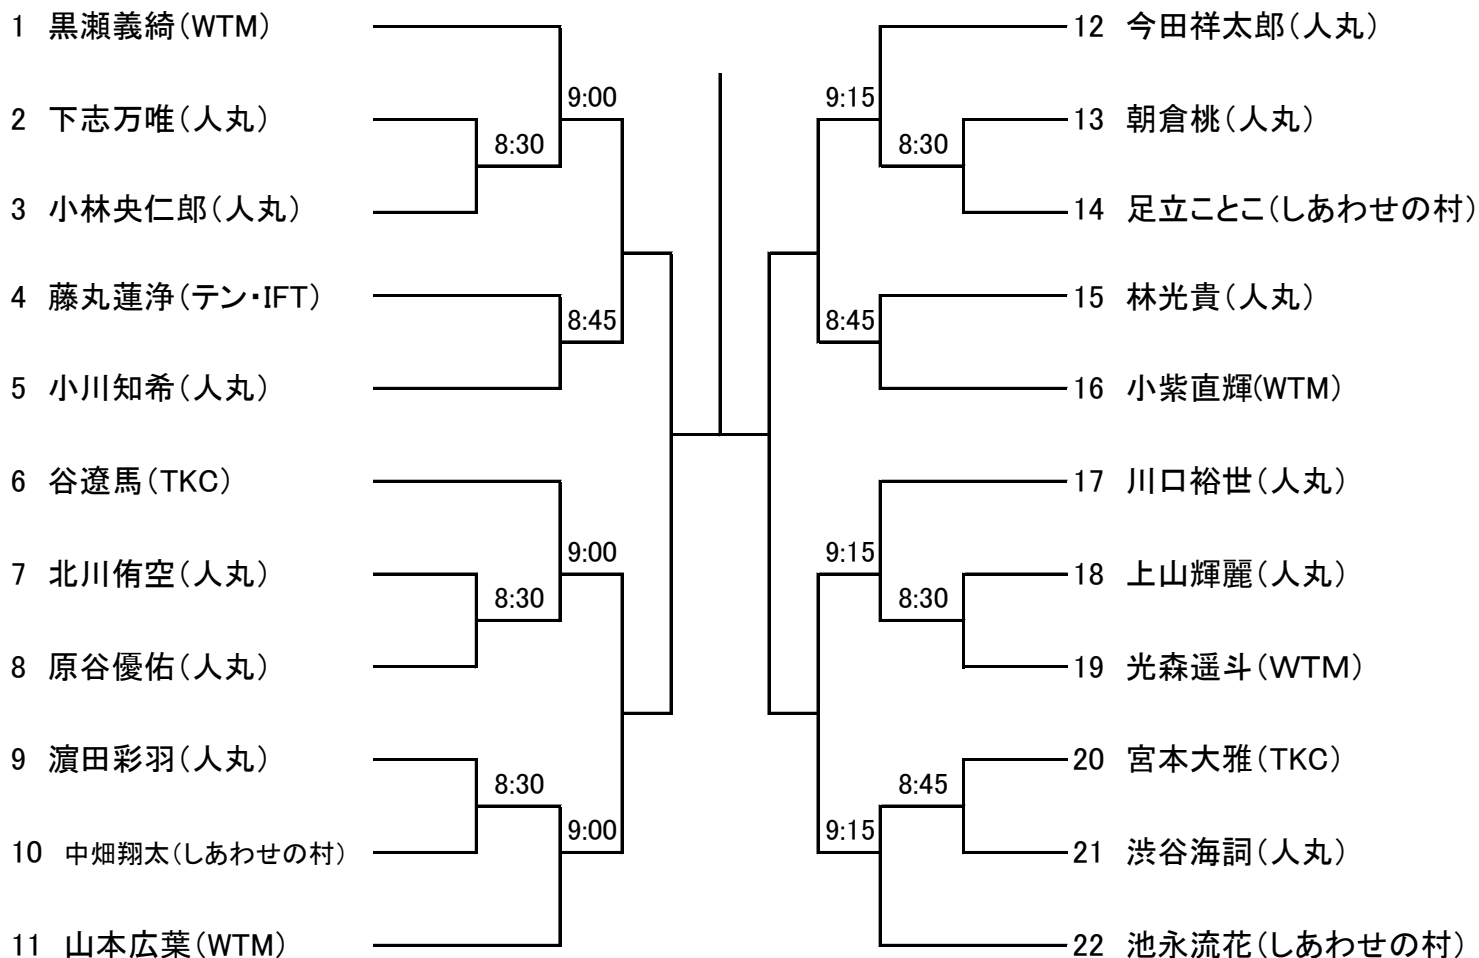 1 黒瀬義綺(WTM)
9:00
2 下志万唯(人丸)
8:30
3 小林央仁郎(人丸)
4 藤丸蓮浄(テン・IFT)
8:45
5 小川知希(人丸)
6 谷遼馬(TKC)
9:00
7 北川侑空(人丸)
8:30
8 原谷優佑(人丸)
9 濵田彩羽(人丸)
8:30
9:00
10 中畑翔太(しあわせの村)
11 山本広葉(WTM)
12 今田祥太郎(人丸)
9:15
13 朝倉桃(人丸)
8:30
14 足立ことこ(しあわせの村)
15 林光貴(人丸)
8:45
16 小紫直輝(WTM)
17 川口裕世(人丸)
9:15
18 上山輝麗(人丸)
8:30
19 光森遥斗(WTM)
20 宮本大雅(TKC)
8:45
9:15
21 渋谷海詞(人丸)
22 池永流花(しあわせの村)